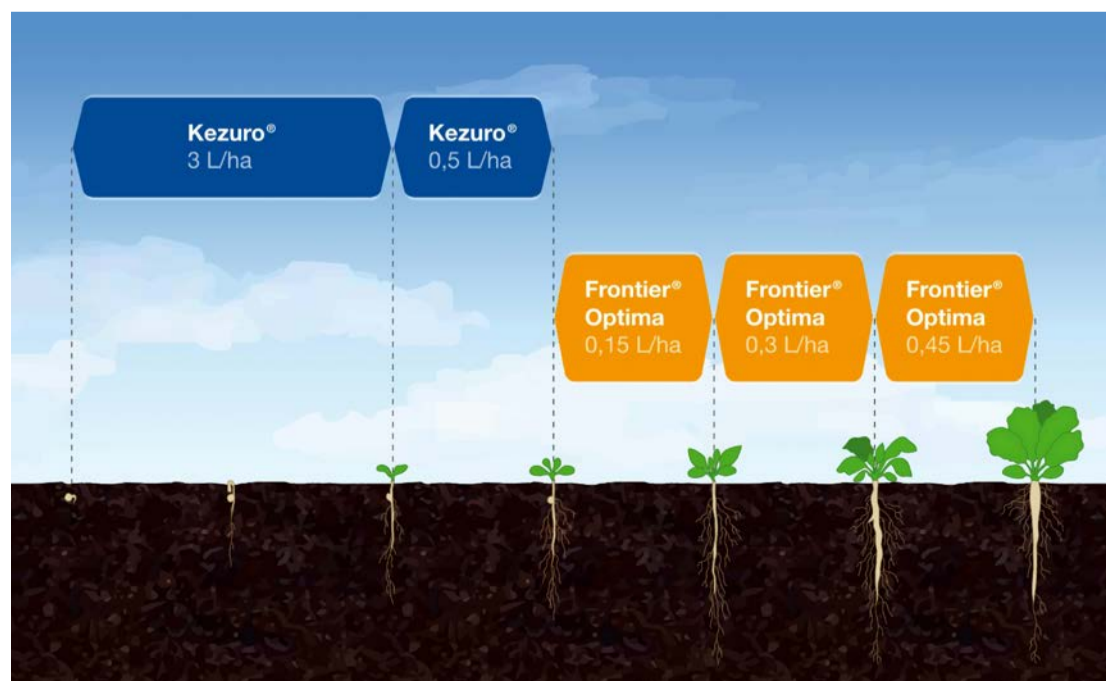 Kezuro®
3 L/ha
Kezuro®
0,5 L/ha
Frontier®
Optima
0,15 L/ha
Frontier®
Optima
0,3 L/ha
Frontier®
Optima
0,45 L/ha